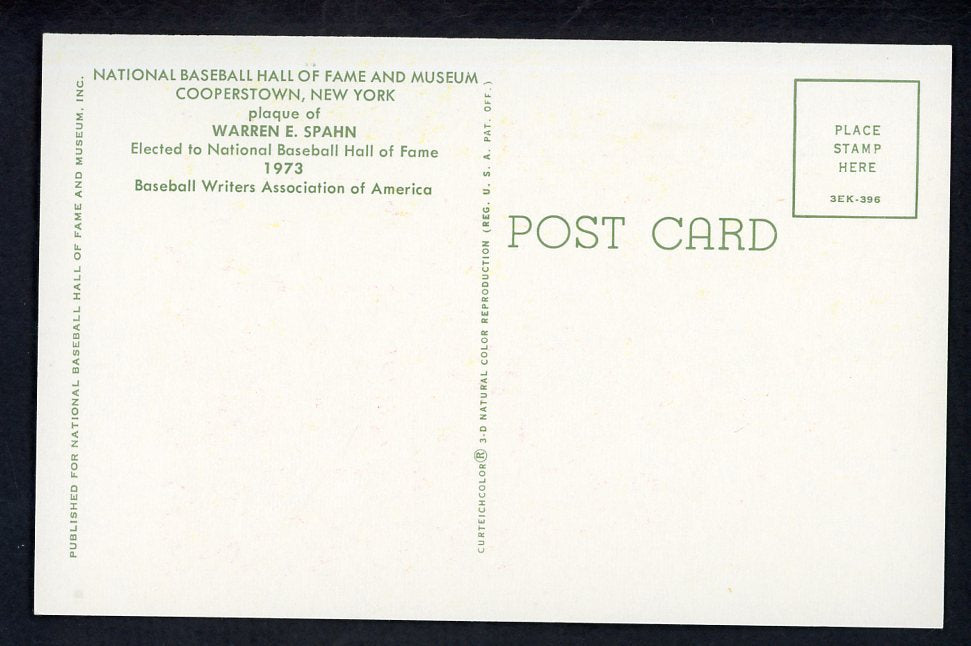 NATIONAL BASEBALL HALL OF FAME AND MUSEUM
COOPERSTOWN, NEW YORK
plaque of
WARREN E. SPAHN
Elected to National Baseball Hall of Fame
1973
Baseball Writers Association of America
PUBLISHED FOR NATIONAL BASEBALL HALL OF FAME AND MUSEUM, INC.
CURTEICHCOLOR® 3-D NATURAL COLOR REPRODUCTION (REG. U. S. A. PAT. OFF.)
POST CARD
PLACE
STAMP
HERE
3EK-396